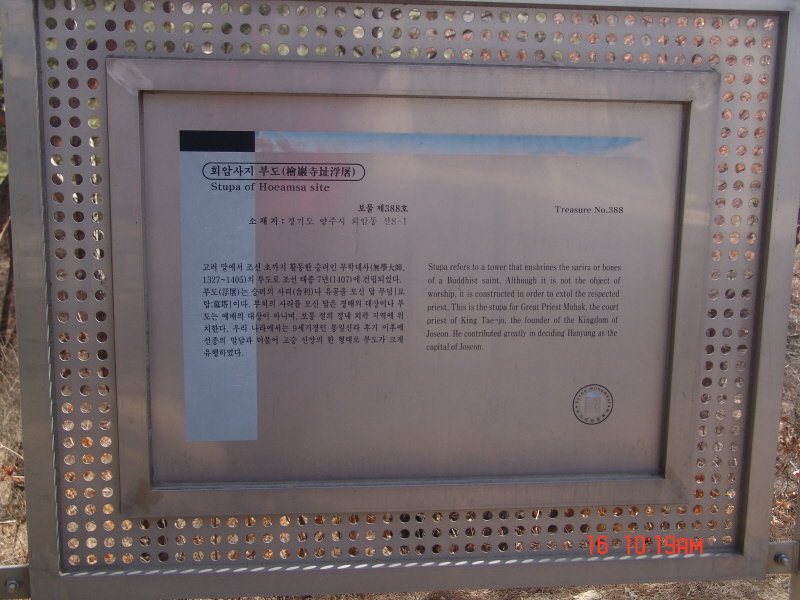 회암사지 부도(檜巖寺址浮屠)
Stupa of Hoeamsa site
보물 제388호
소 재 지 : 경기도 양주시 회암동 산8-1
Treasure No.388
고려 말에서 조선 초까지 활동한 승려인 무학대사(無學大師,
1327~1405)의 부도로 조선 태종 7년(1407)에 건립되었다.
부도(浮屠)는 승려의 사리(舍利)나 유골을 모신 탑 무덤[묘
탑:墓塔]이다. 부처의 사리를 모신 탑은 경배의 대상이나 부
도는 예배의 대상이 아니며, 보통 절의 경내 외곽 지역에 위
치한다. 우리 나라에서는 9세기경인 통일신라 후기 이후에
선종의 발달과 더불어 고승 신앙의 한 형태로 부도가 크게
유행하였다.
Stupa refers to a tower that enshrines the sarira or bones
of a Buddhist saint. Although it is not the object of
worship, it is constructed in order to extol the respected
priest. This is the stupa for Great Priest Muhak, the court
priest of King Tae-jo, the founder of the Kingdom of
Joseon. He contributed greatly in deciding Hanyang as the
capital of Joseon.
16 10:19AM